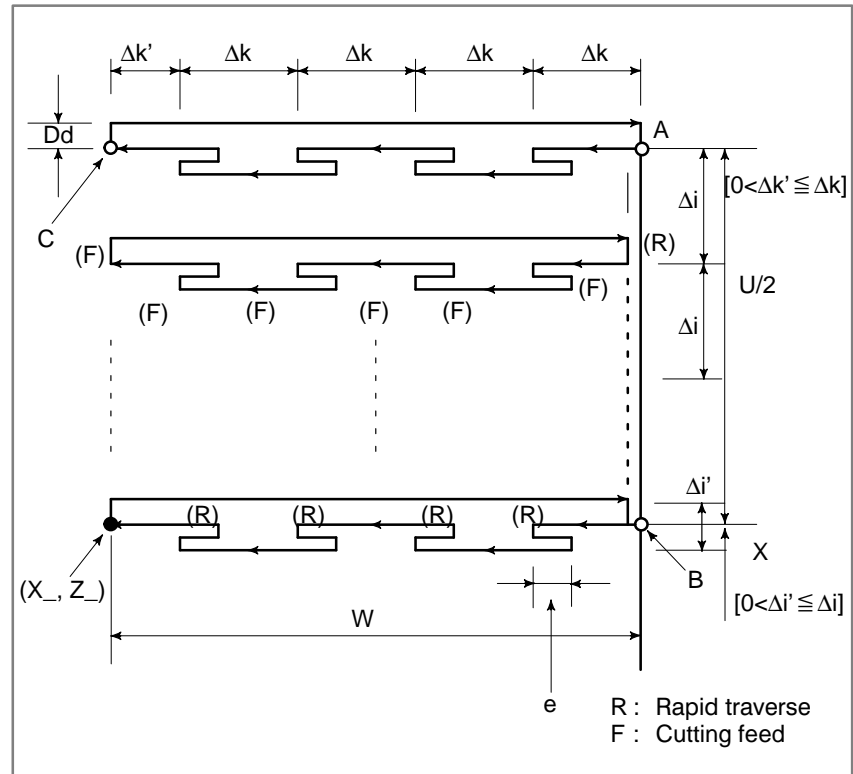 Δk’ Δk Δk Δk Δk
Dd
A
[0<Δk’≦Δk]
Δi
C
(F)
(R)
U/2
(F)
(F) (F) (F) (F)
Δi
Δi’
(R) (R) (R) (R)
X
B
(X_, Z_)
[0<Δi’≦Δi]
W
e
R : Rapid traverse
F : Cutting feed